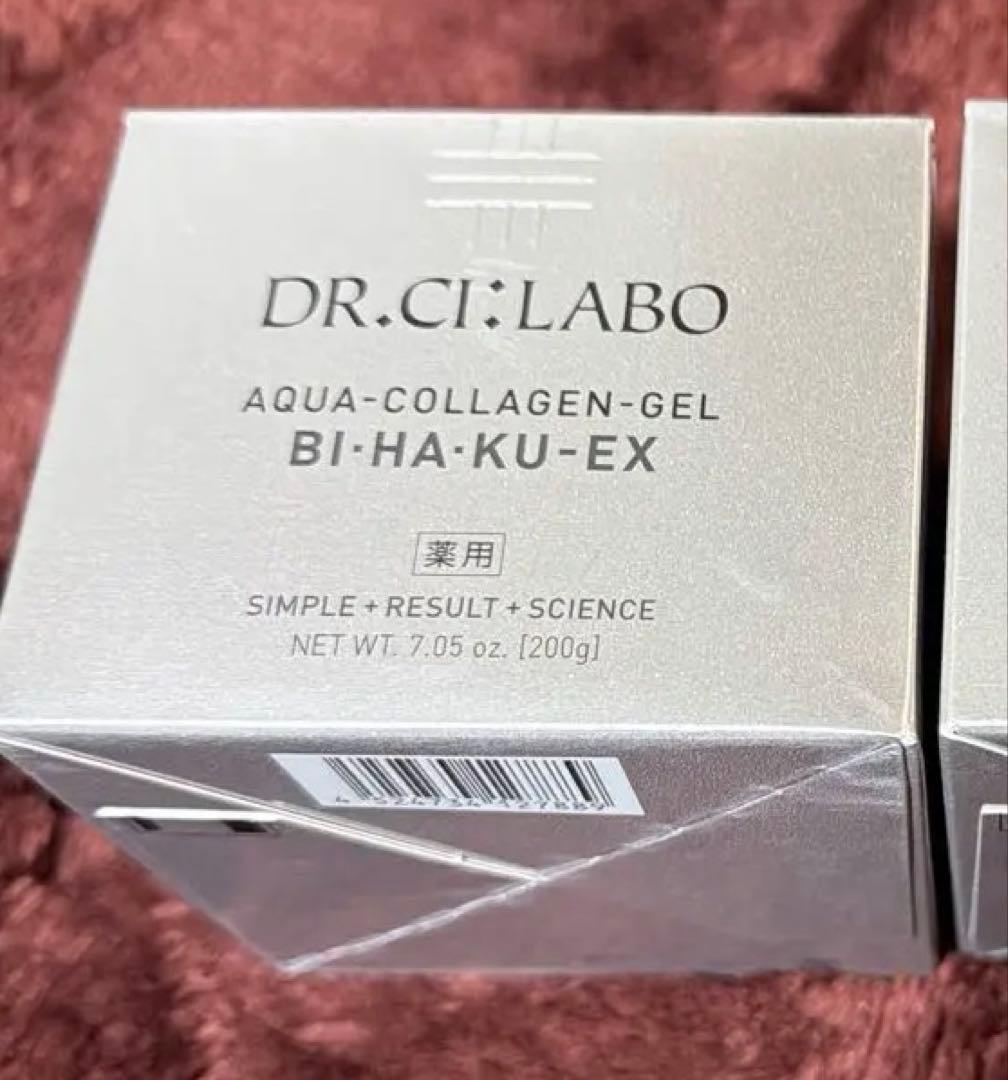 DR.CI:LABO
AQUA-COLLAGEN-GEL
BI·HA·KU-EX
薬用
SIMPLE + RESULT + SCIENCE
NET WT. 7.05 oz. [200g]